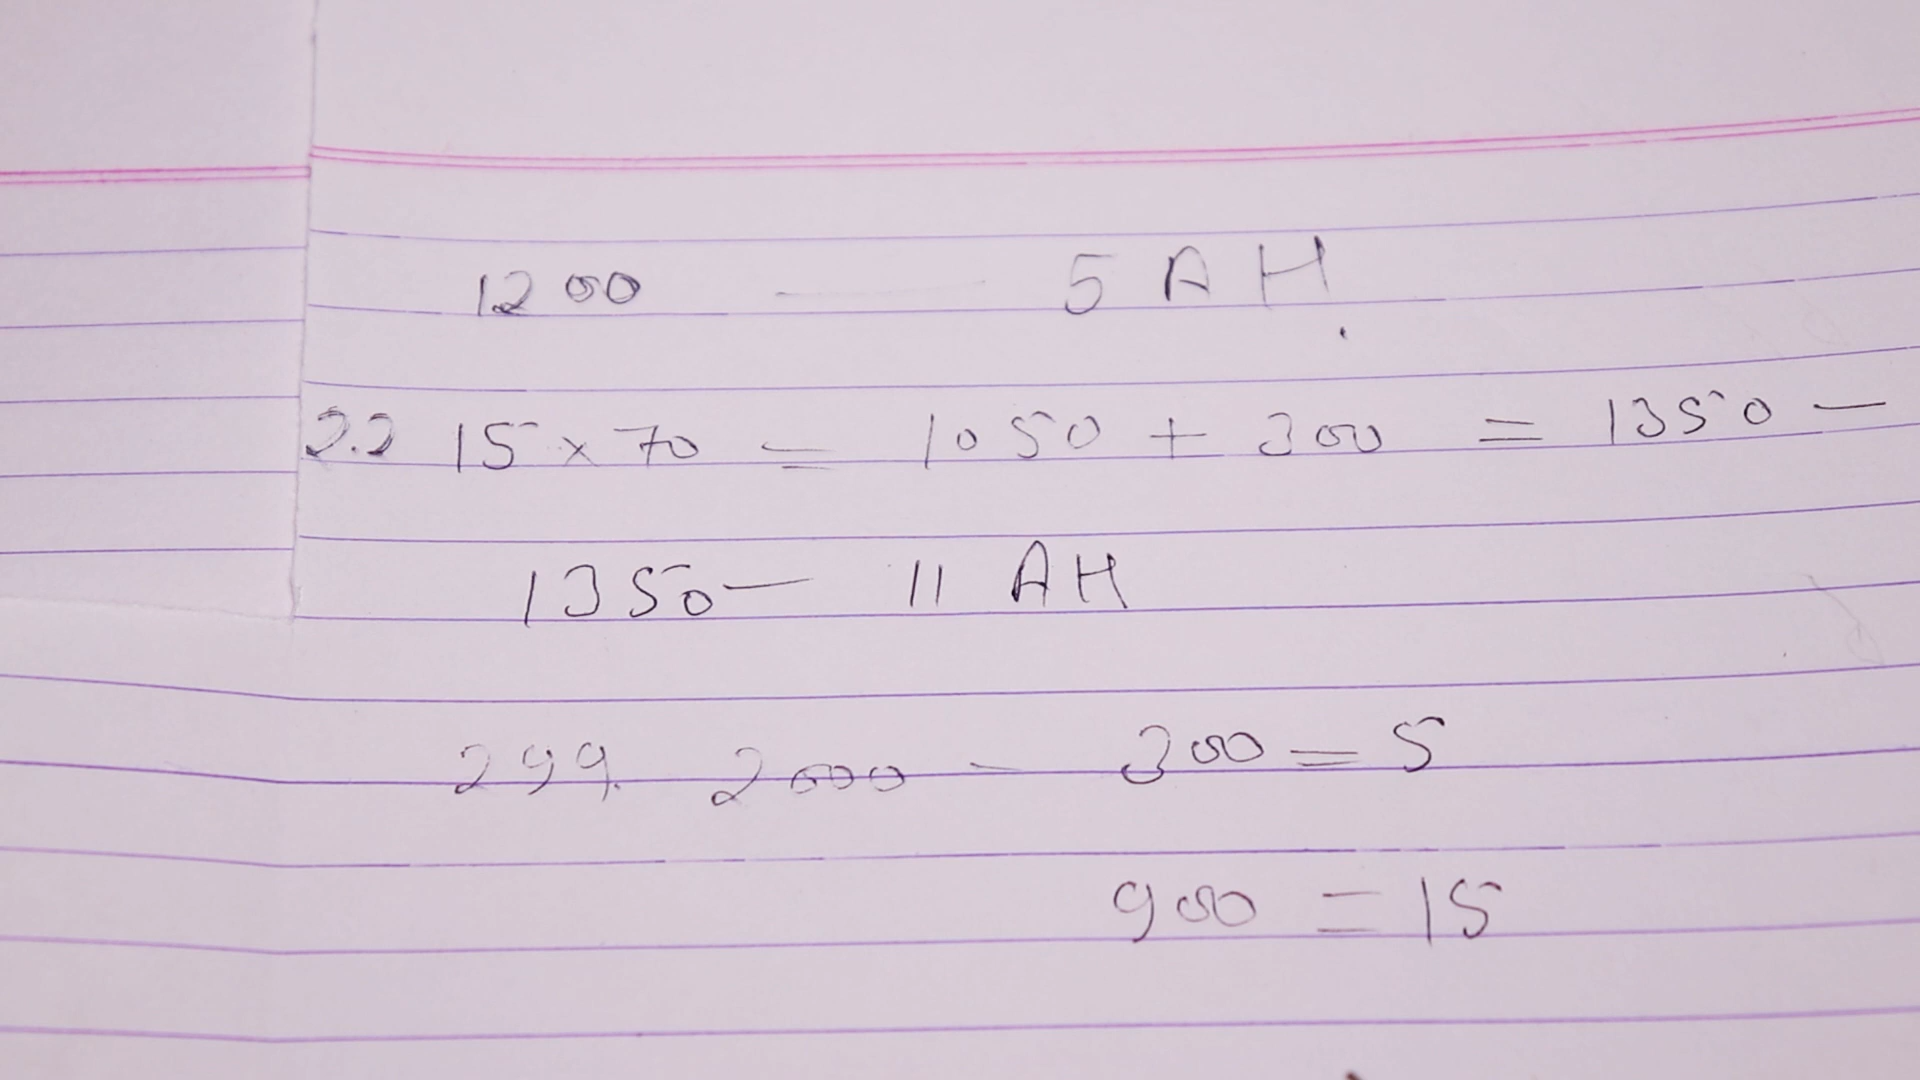 1200 — 5 AH
2.2 15 × 70 = 1050 + 300 = 1350 —
1350 — 11 AH
299. 2000 - 300 = 5
900 = 15